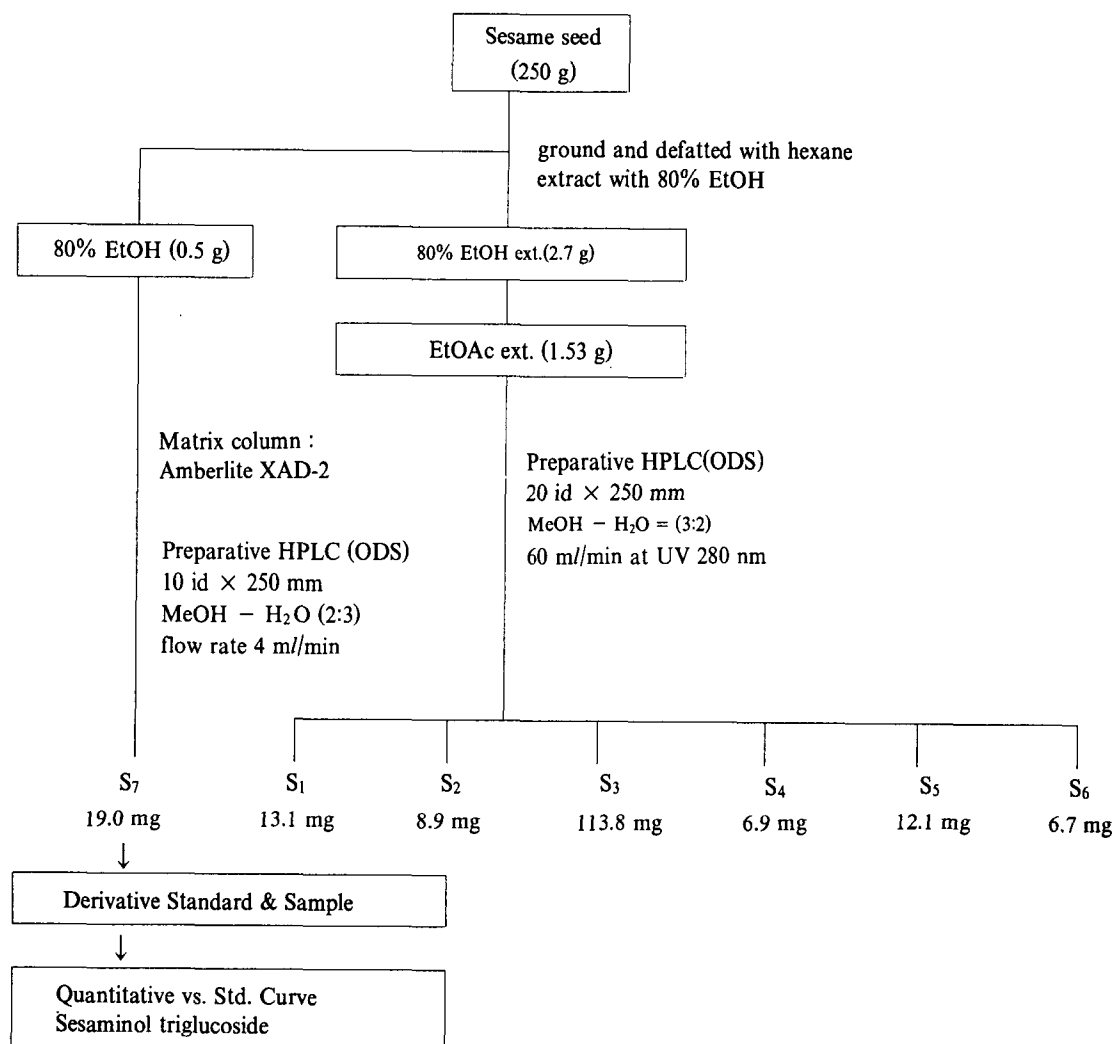 Sesame seed
(250 g)
ground and defatted with hexane
extract with 80% EtOH
80% EtOH (0.5 g)
80% EtOH ext.(2.7 g)
EtOAc ext. (1.53 g)
Matrix column :
Amberlite XAD-2
Preparative HPLC (ODS)
10 id × 250 mm
MeOH − H₂O (2:3)
flow rate 4 ml/min
Preparative HPLC(ODS)
20 id × 250 mm
MeOH − H₂O = (3:2)
60 ml/min at UV 280 nm
S₇ S₁ S₂ S₃ S₄ S₅ S₆
19.0 mg 13.1 mg 8.9 mg 113.8 mg 6.9 mg 12.1 mg 6.7 mg
Derivative Standard & Sample
Quantitative vs. Std. Curve
Sesaminol triglucoside